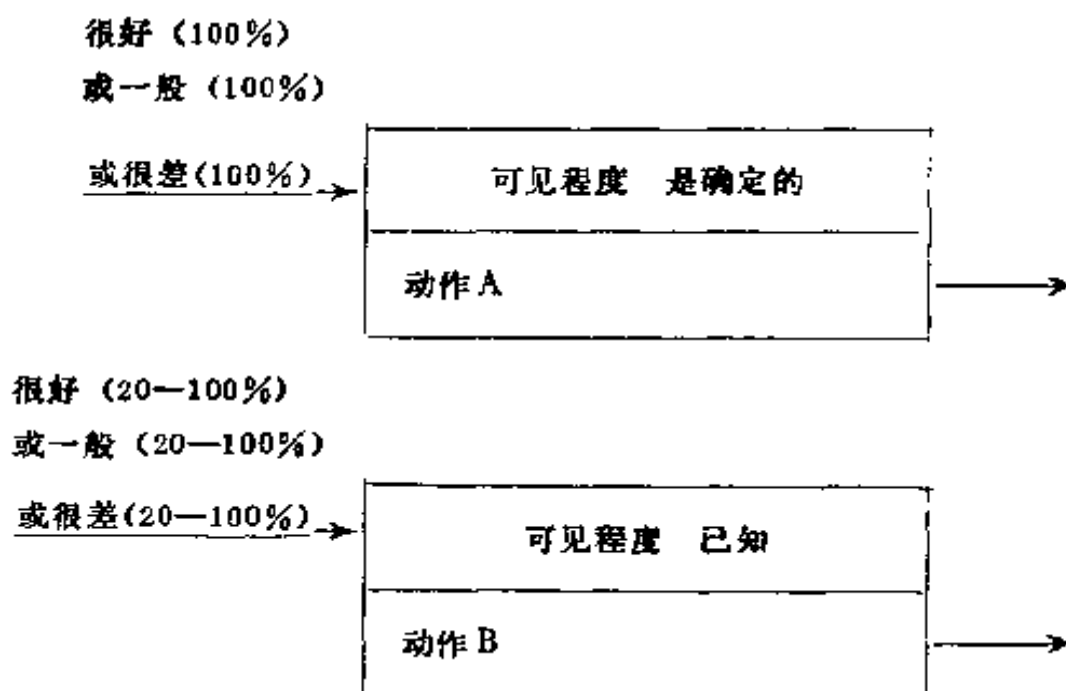 很好（100%）
或一般（100%）
或很差(100%)
可见程度 是确定的
动作A
很好（20—100%）
或一般（20—100%）
或很差(20—100%)
可见程度 已知
动作B